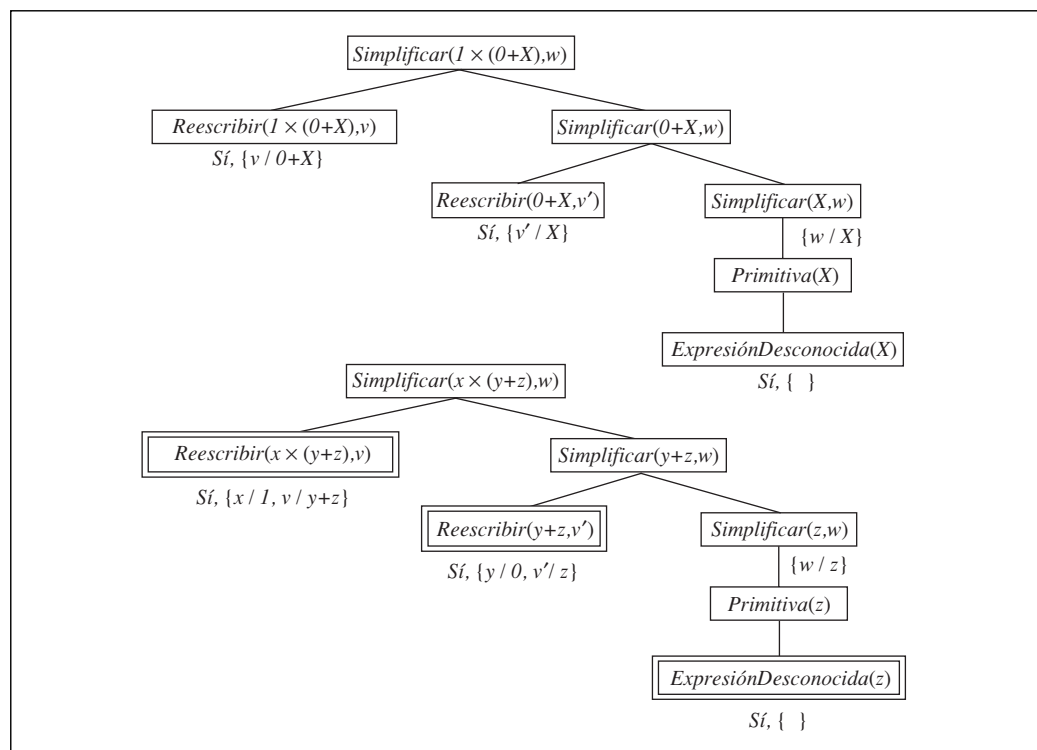 Simplificar(1 × (0+X),w)
Reescribir(1 × (0+X),v)
Simplificar(0+X,w)
Sí, {v / 0+X}
Reescribir(0+X,v′)
Simplificar(X,w)
Sí, {v′ / X}
{w / X}
Primitiva(X)
ExpresiónDesconocida(X)
Sí, { }
Simplificar(x × (y+z),w)
Reescribir(x × (y+z),v)
Simplificar(y+z,w)
Sí, {x / 1, v / y+z}
Reescribir(y+z,v′)
Simplificar(z,w)
Sí, {y / 0, v′/ z}
{w / z}
Primitiva(z)
ExpresiónDesconocida(z)
Sí, { }